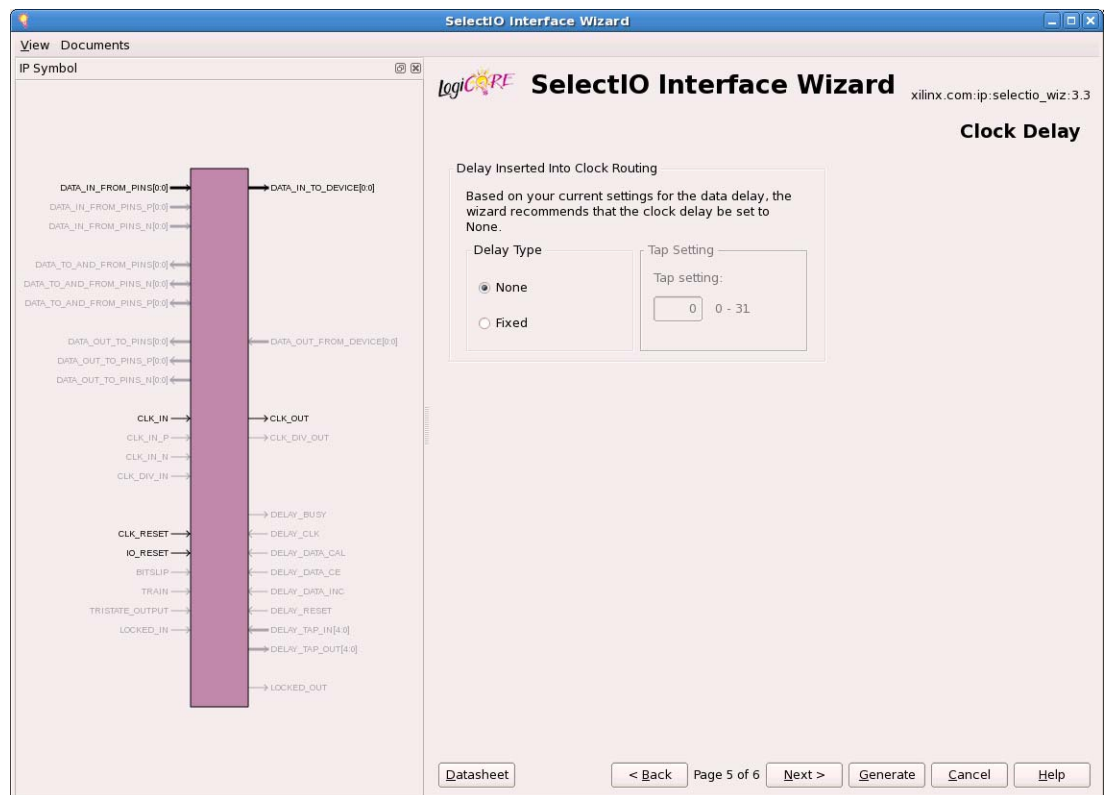 SelectIO Interface Wizard
View Documents
IP Symbol
DATA_IN_FROM_PINS[0:0]
DATA_IN_FROM_PINS_P[0:0]
DATA_IN_FROM_PINS_N[0:0]
DATA_TO_AND_FROM_PINS[0:0]
DATA_TO_AND_FROM_PINS_N[0:0]
DATA_TO_AND_FROM_PINS_P[0:0]
DATA_OUT_TO_PINS[0:0]
DATA_OUT_TO_PINS_P[0:0]
DATA_OUT_TO_PINS_N[0:0]
CLK_IN
CLK_IN_P
CLK_IN_N
CLK_DIV_IN
CLK_RESET
IO_RESET
BITSLIP
TRAIN
TRISTATE_OUTPUT
LOCKED_IN
DATA_IN_TO_DEVICE[0:0]
DATA_OUT_FROM_DEVICE[0:0]
CLK_OUT
CLK_DIV_OUT
DELAY_BUSY
DELAY_CLK
DELAY_DATA_CAL
DELAY_DATA_CE
DELAY_DATA_INC
DELAY_RESET
DELAY_TAP_IN[4:0]
DELAY_TAP_OUT[4:0]
LOCKED_OUT
LogiCORE
SelectIO Interface Wizard
xilinx.com:ip:selectio_wiz:3.3
Clock Delay
Delay Inserted Into Clock Routing
Based on your current settings for the data delay, the
wizard recommends that the clock delay be set to
None.
Delay Type
None
Fixed
Tap Setting
Tap setting:
0 0 - 31
Datasheet < Back Page 5 of 6 Next > Generate Cancel Help